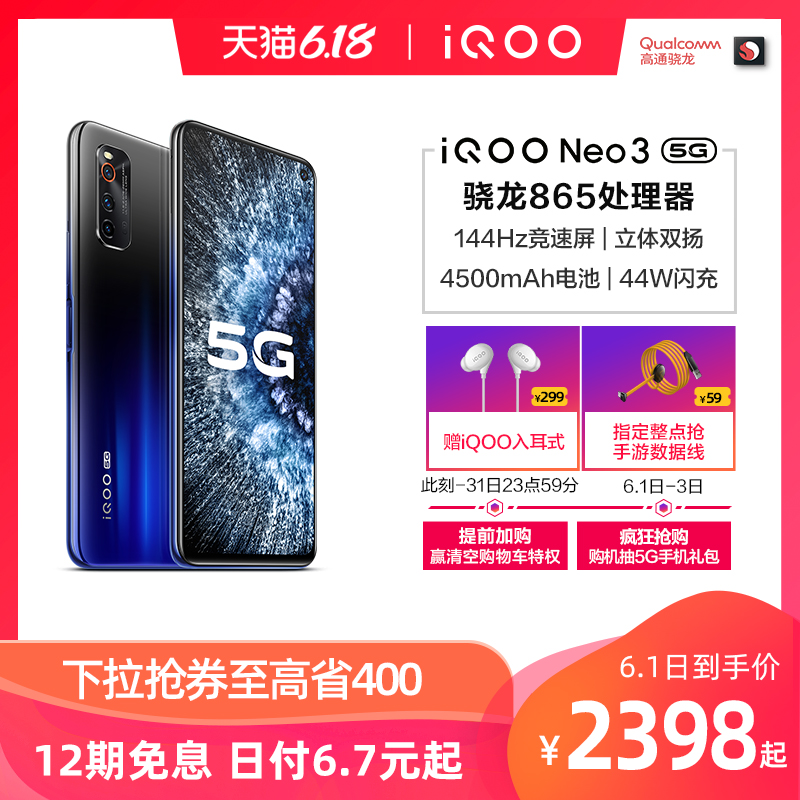 天猫6.18 | iQOO
Qualcomm
高通骁龙
iQOO Neo3 5G
骁龙865处理器
144Hz竞速屏 | 立体双扬
4500mAh电池 | 44W闪充
5G
iQOO 5G
iQOO iQOO
¥299
¥59
赠iQOO入耳式
指定整点抢
手游数据线
此刻-31日23点59分
6.1日-3日
提前加购
赢清空购物车特权
疯狂抢购
购机抽5G手机礼包
下拉抢券至高省400
12期免息 日付6.7元起
6.1日到手价
¥2398起